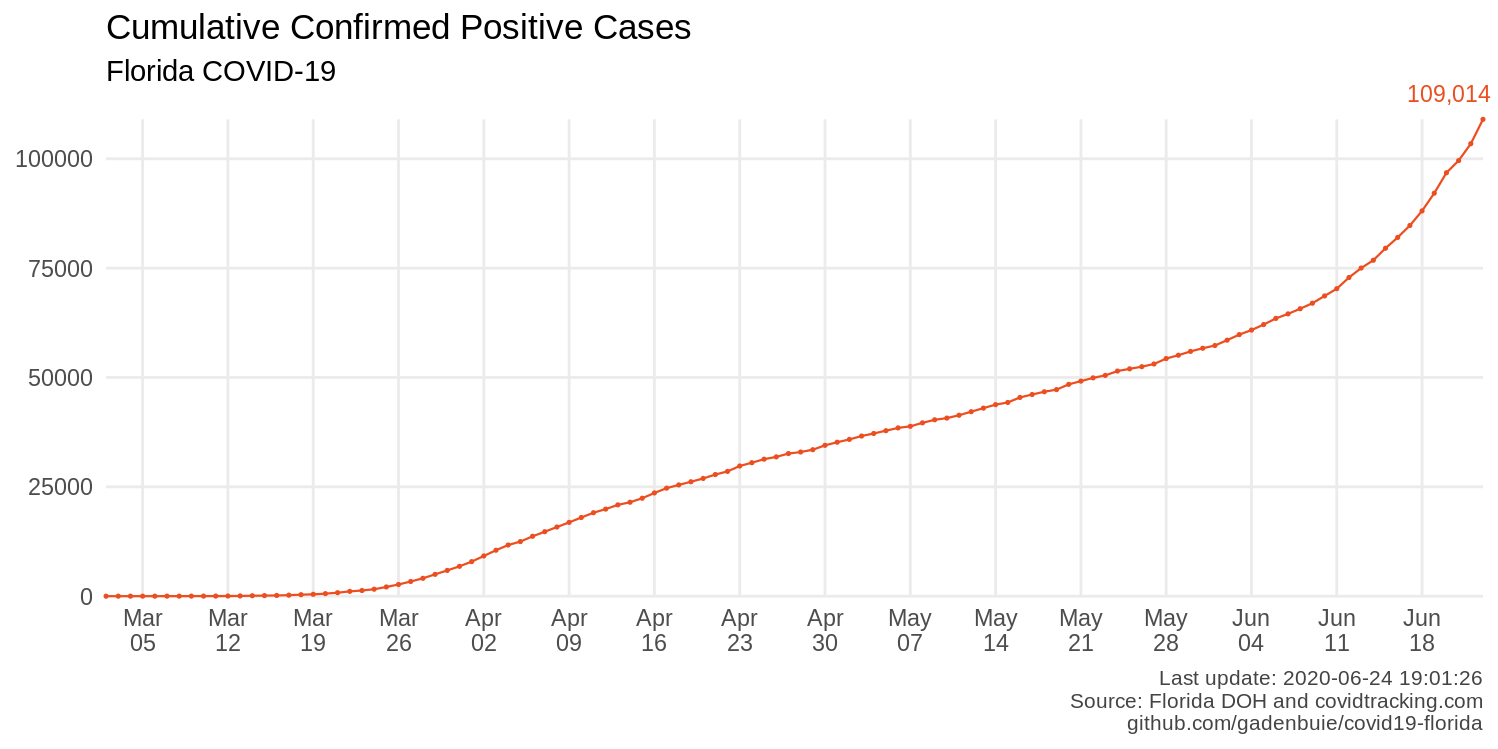 Cumulative Confirmed Positive Cases
Florida COVID-19
109,014
100000
75000
50000
25000
0
Mar Mar Mar Mar Apr Apr Apr Apr Apr May May May May Jun Jun Jun
05 12 19 26 02 09 16 23 30 07 14 21 28 04 11 18
Last update: 2020-06-24 19:01:26
Source: Florida DOH and covidtracking.com
github.com/gadenbuie/covid19-florida